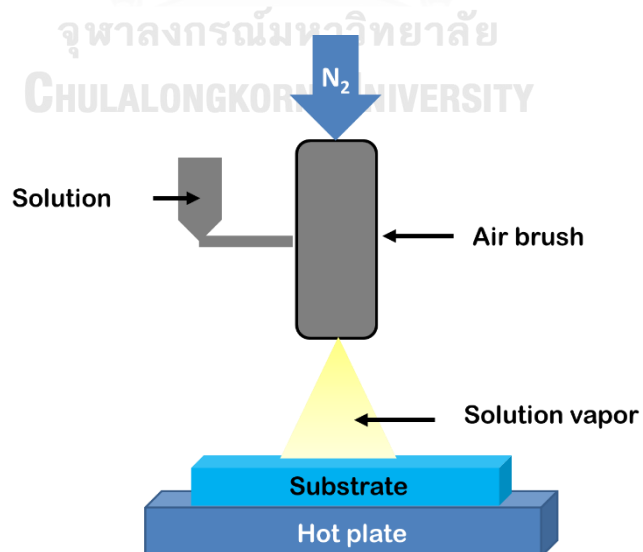 จุฬาลงกรณ์มหาวิทยาลัย
N2
CHULALONGKORN UNIVERSITY
Solution
Air brush
Solution vapor
Substrate
Hot plate